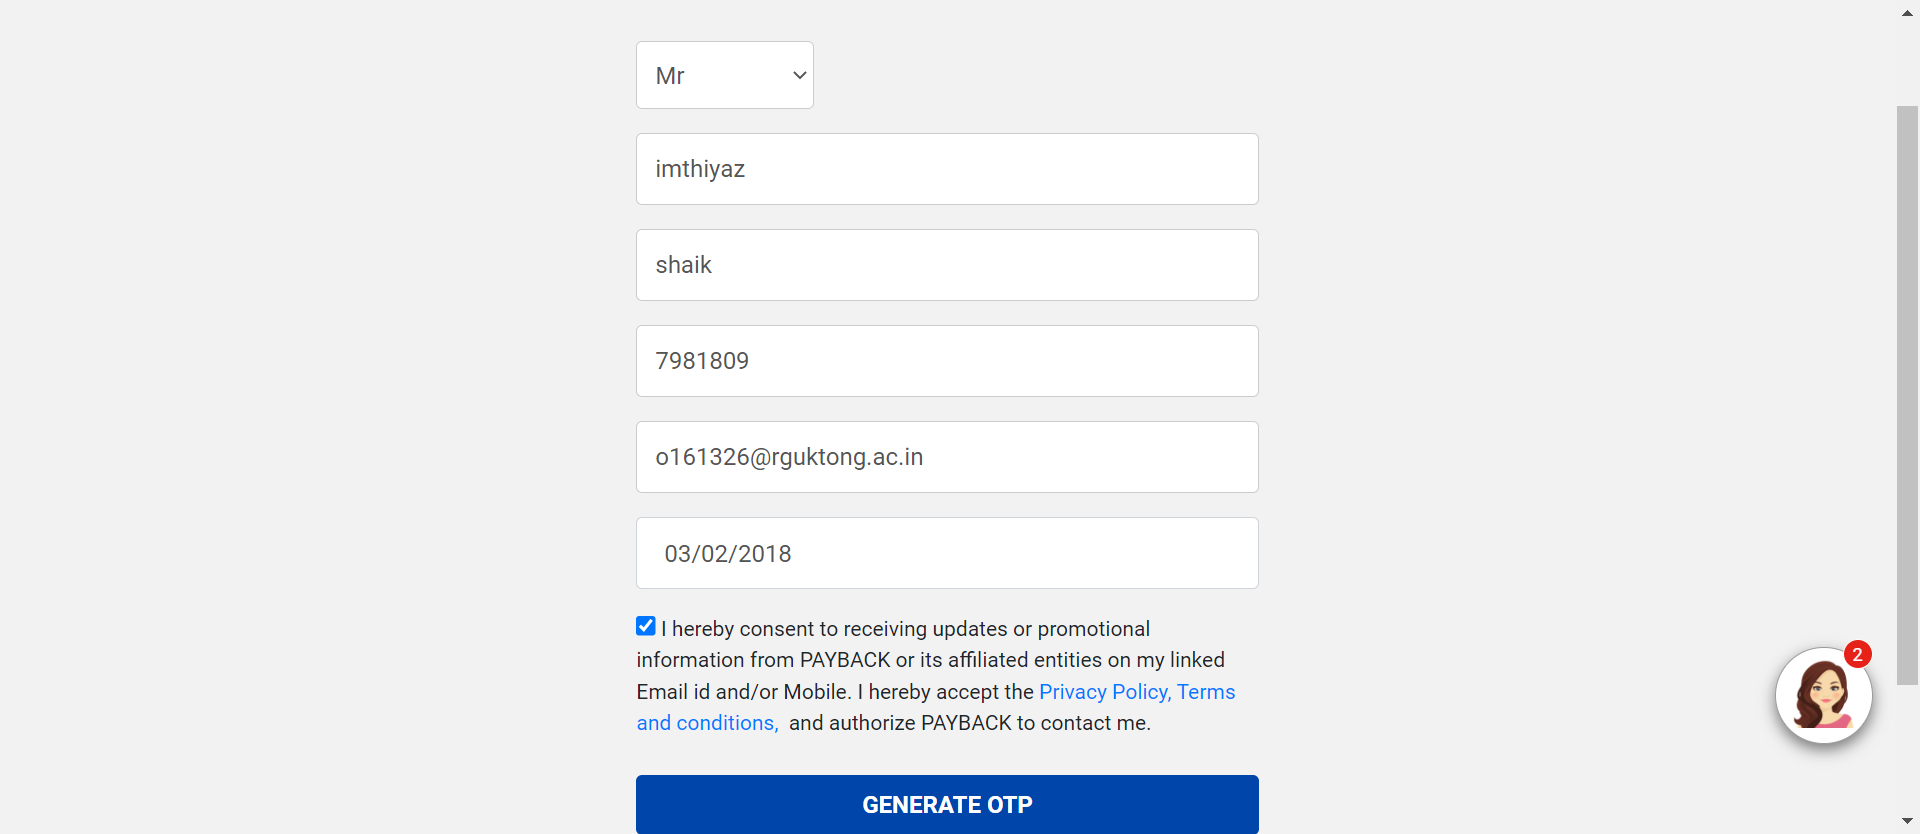 Mr
imthiyaz
shaik
7981809
o161326@rguktong.ac.in
03/02/2018
I hereby consent to receiving updates or promotional
information from PAYBACK or its affiliated entities on my linked
Email id and/or Mobile. I hereby accept the Privacy Policy, Terms
and conditions, and authorize PAYBACK to contact me.
2
GENERATE OTP